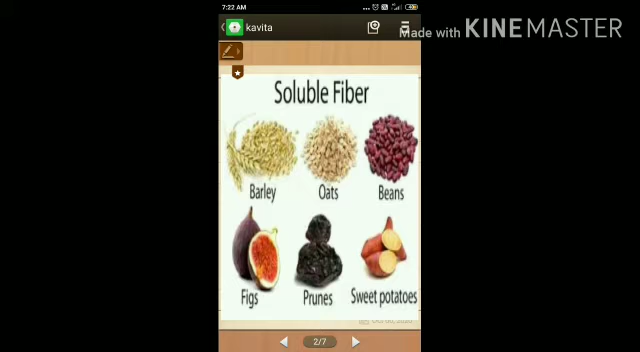 7:22 AM
kavita
Made with KINEMASTER
Soluble Fiber
Barley Oats Beans
Figs Prunes Sweet potatoes
2/7